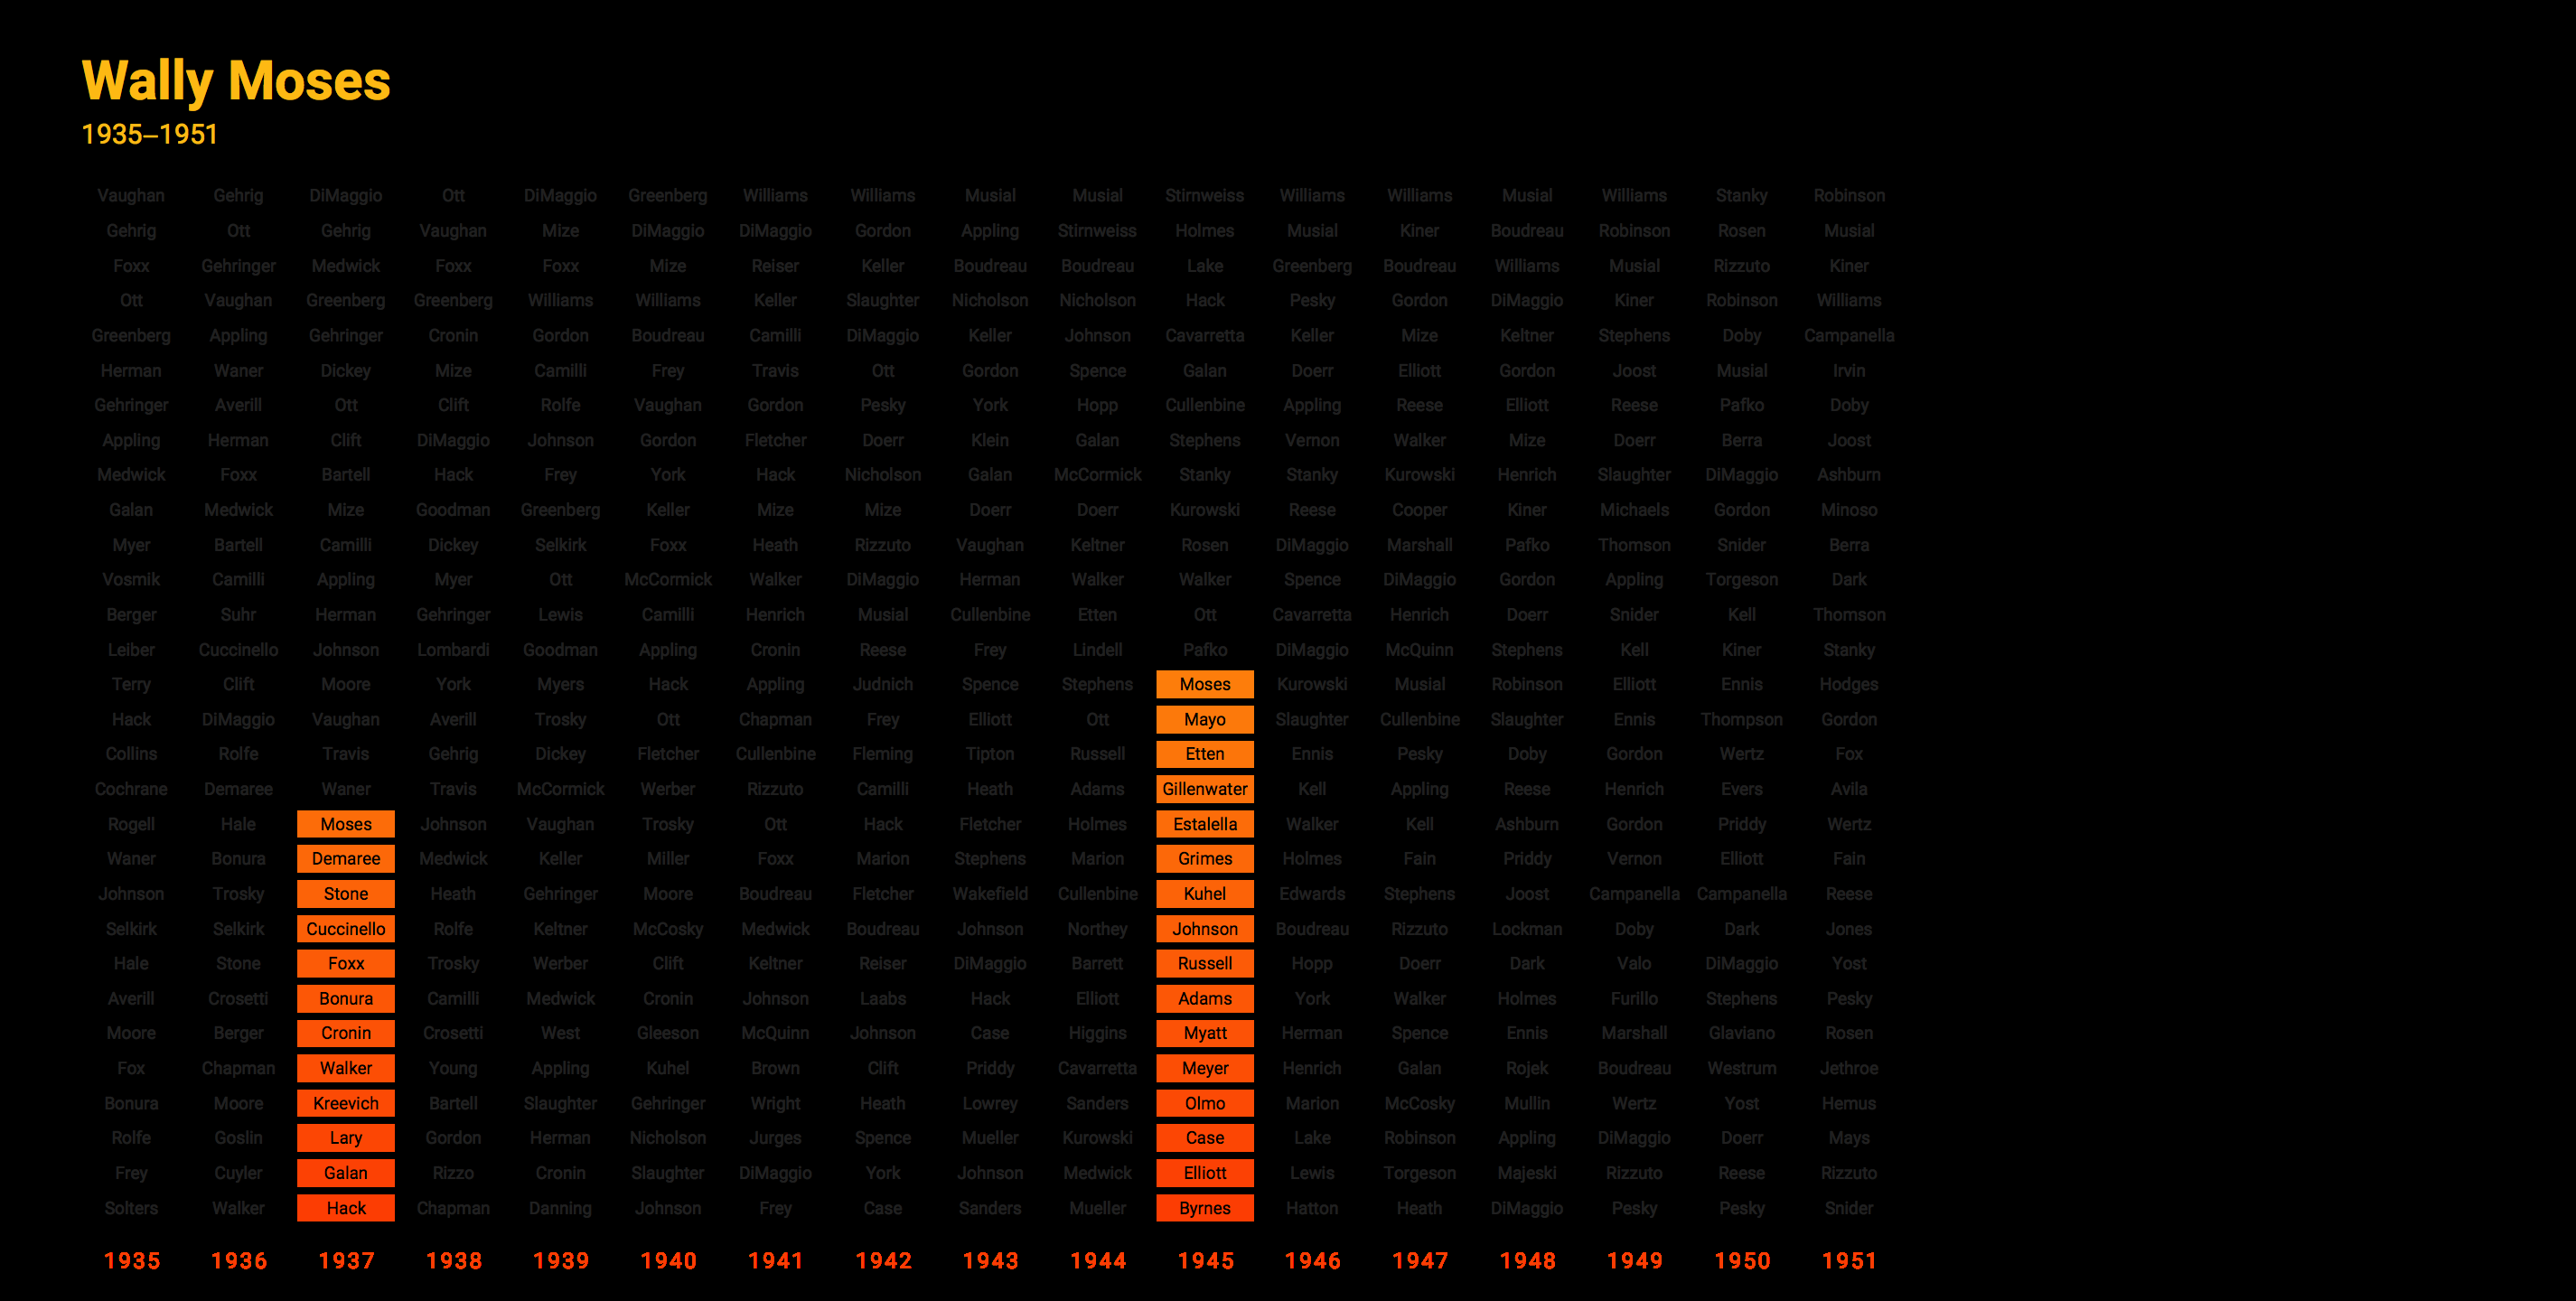 Wally Moses
1935–1951
Vaughan Gehrig DiMaggio Ott DiMaggio Greenberg Williams Williams Musial Musial Stirnweiss Williams Williams Musial Williams Stanky Robinson
Gehrig Ott Gehrig Vaughan Mize DiMaggio DiMaggio Gordon Appling Stirnweiss Holmes Musial Kiner Boudreau Robinson Rosen Musial
Foxx Gehringer Medwick Foxx Foxx Mize Reiser Keller Boudreau Boudreau Lake Greenberg Boudreau Williams Musial Rizzuto Kiner
Ott Vaughan Greenberg Greenberg Williams Williams Keller Slaughter Nicholson Nicholson Hack Pesky Gordon DiMaggio Kiner Robinson Williams
Greenberg Appling Gehringer Cronin Gordon Boudreau Camilli DiMaggio Keller Johnson Cavarretta Keller Mize Keltner Stephens Doby Campanella
Herman Waner Dickey Mize Camilli Frey Travis Ott Gordon Spence Galan Doerr Elliott Gordon Joost Musial Irvin
Gehringer Averill Ott Clift Rolfe Vaughan Gordon Pesky York Hopp Cullenbine Appling Reese Elliott Reese Pafko Doby
Appling Herman Clift DiMaggio Johnson Gordon Fletcher Doerr Klein Galan Stephens Vernon Walker Mize Doerr Berra Joost
Medwick Foxx Bartell Hack Frey York Hack Nicholson Galan McCormick Stanky Stanky Kurowski Henrich Slaughter DiMaggio Ashburn
Galan Medwick Mize Goodman Greenberg Keller Mize Mize Doerr Doerr Kurowski Reese Cooper Kiner Michaels Gordon Minoso
Myer Bartell Camilli Dickey Selkirk Foxx Heath Rizzuto Vaughan Keltner Rosen DiMaggio Marshall Pafko Thomson Snider Berra
Vosmik Camilli Appling Myer Ott McCormick Walker DiMaggio Herman Walker Walker Spence DiMaggio Gordon Appling Torgeson Dark
Berger Suhr Herman Gehringer Lewis Camilli Henrich Musial Cullenbine Etten Ott Cavarretta Henrich Doerr Snider Kell Thomson
Leiber Cuccinello Johnson Lombardi Goodman Appling Cronin Reese Frey Lindell Pafko DiMaggio McQuinn Stephens Kell Kiner Stanky
Terry Clift Moore York Myers Hack Appling Judnich Spence Stephens Moses Kurowski Musial Robinson Elliott Ennis Hodges
Hack DiMaggio Vaughan Averill Trosky Ott Chapman Frey Elliott Ott Mayo Slaughter Cullenbine Slaughter Ennis Thompson Gordon
Collins Rolfe Travis Gehrig Dickey Fletcher Cullenbine Fleming Tipton Russell Etten Ennis Pesky Doby Gordon Wertz Fox
Cochrane Demaree Waner Travis McCormick Werber Rizzuto Camilli Heath Adams Gillenwater Kell Appling Reese Henrich Evers Avila
Rogell Hale Moses Johnson Vaughan Trosky Ott Hack Fletcher Holmes Estalella Walker Kell Ashburn Gordon Priddy Wertz
Waner Bonura Demaree Medwick Keller Miller Foxx Marion Stephens Marion Grimes Holmes Fain Priddy Vernon Elliott Fain
Johnson Trosky Stone Heath Gehringer Moore Boudreau Fletcher Wakefield Cullenbine Kuhel Edwards Stephens Joost Campanella Campanella Reese
Selkirk Selkirk Cuccinello Rolfe Keltner McCosky Medwick Boudreau Johnson Northey Johnson Boudreau Rizzuto Lockman Doby Dark Jones
Hale Stone Foxx Trosky Werber Clift Keltner Reiser DiMaggio Barrett Russell Hopp Doerr Dark Valo DiMaggio Yost
Averill Crosetti Bonura Camilli Medwick Cronin Johnson Laabs Hack Elliott Adams York Walker Holmes Furillo Stephens Pesky
Moore Berger Cronin Crosetti West Gleeson McQuinn Johnson Case Higgins Myatt Herman Spence Ennis Marshall Glaviano Rosen
Fox Chapman Walker Young Appling Kuhel Brown Clift Priddy Cavarretta Meyer Henrich Galan Rojek Boudreau Westrum Jethroe
Bonura Moore Kreevich Bartell Slaughter Gehringer Wright Heath Lowrey Sanders Olmo Marion McCosky Mullin Wertz Yost Hemus
Rolfe Goslin Lary Gordon Herman Nicholson Jurges Spence Mueller Kurowski Case Lake Robinson Appling DiMaggio Doerr Mays
Frey Cuyler Galan Rizzo Cronin Slaughter DiMaggio York Johnson Medwick Elliott Lewis Torgeson Majeski Rizzuto Reese Rizzuto
Solters Walker Hack Chapman Danning Johnson Frey Case Sanders Mueller Byrnes Hatton Heath DiMaggio Pesky Pesky Snider
1935 1936 1937 1938 1939 1940 1941 1942 1943 1944 1945 1946 1947 1948 1949 1950 1951